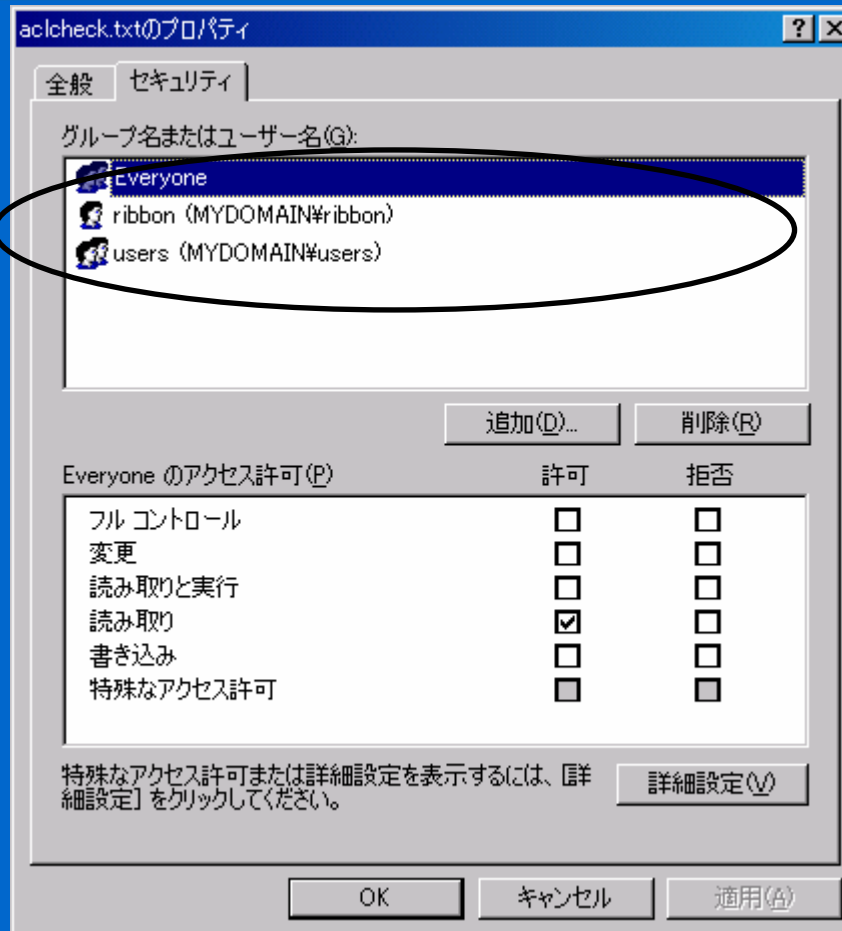 aclcheck.txtのプロパティ
全般 セキュリティ
グループ名またはユーザー名(G):
Everyone
ribbon (MYDOMAIN¥ribbon)
users (MYDOMAIN¥users)
追加(D)... 削除(R)
Everyone のアクセス許可(P) 許可 拒否
フル コントロール
変更
読み取りと実行
読み取り
書き込み
特殊なアクセス許可
特殊なアクセス許可または詳細設定を表示するには、[詳
細設定] をクリックしてください。
詳細設定(V)
OK キャンセル 適用(A)